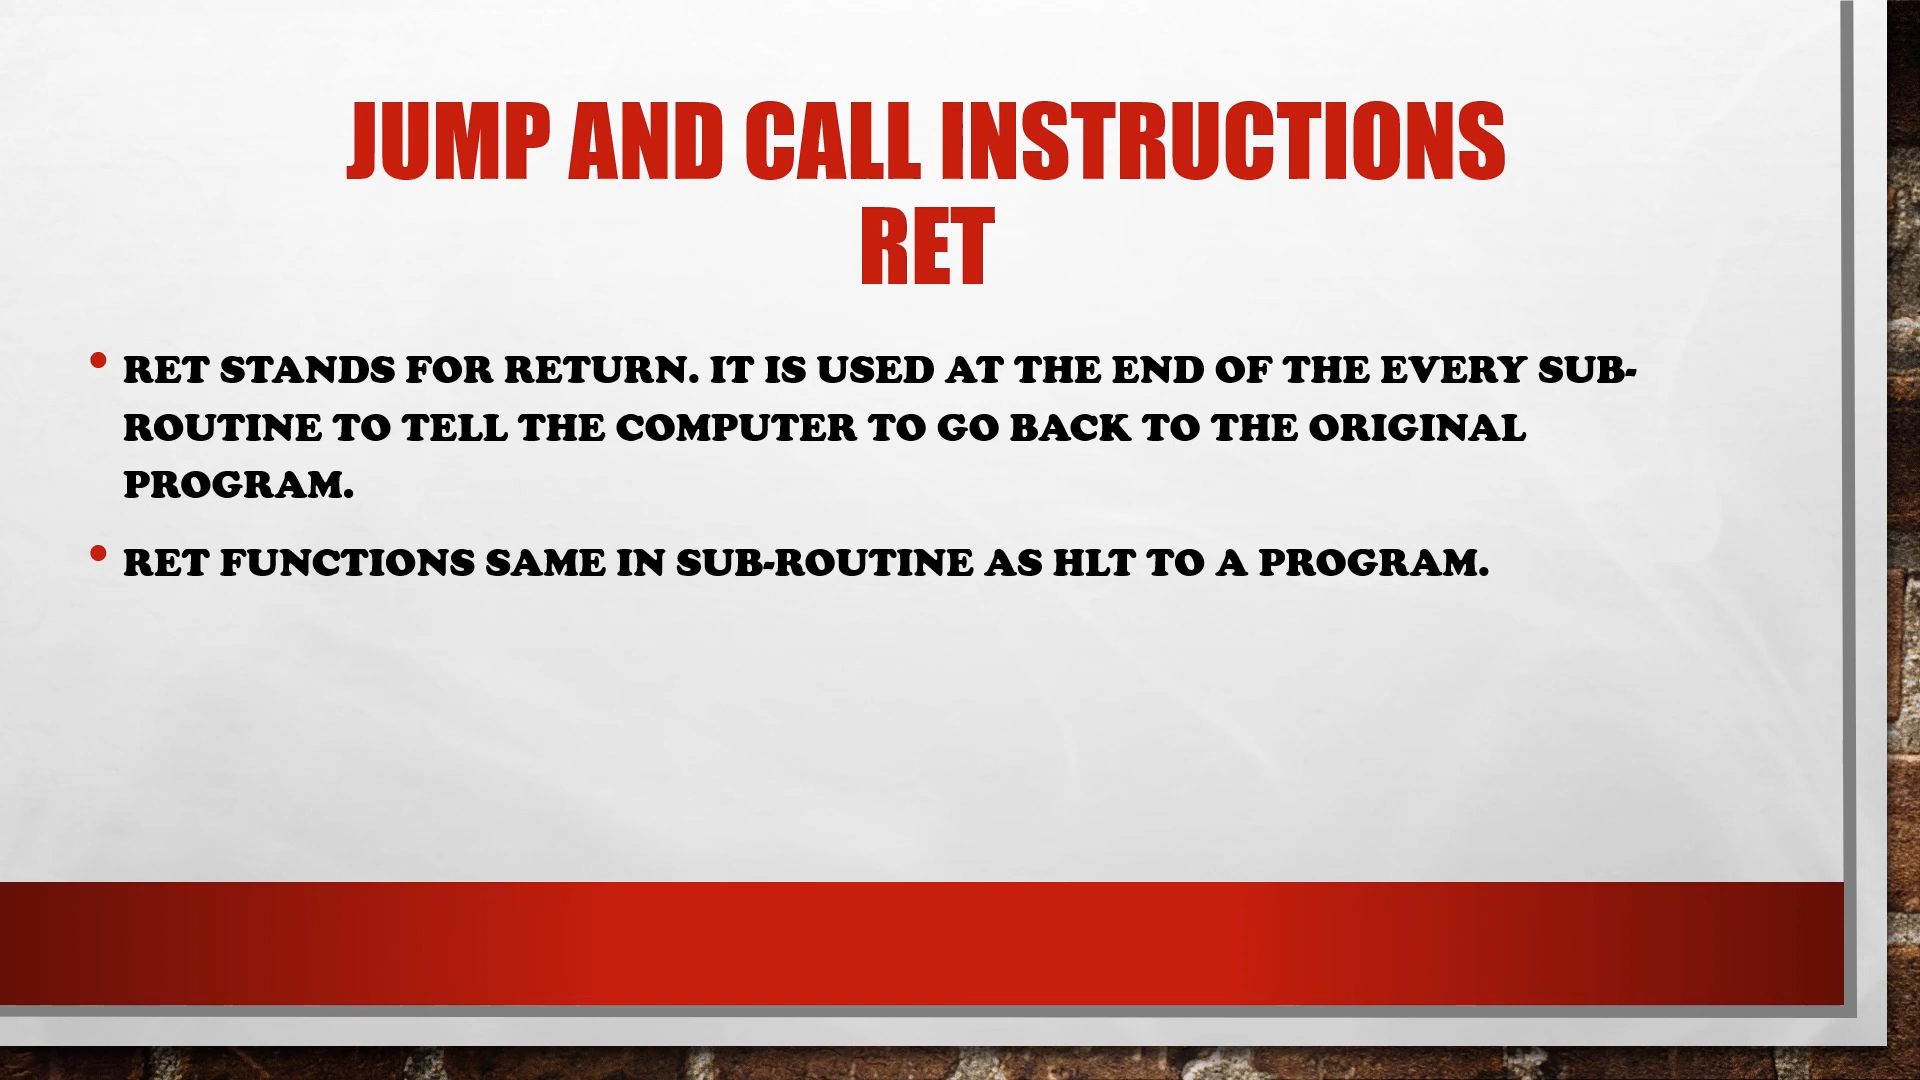 JUMP AND CALL INSTRUCTIONS
RET
• RET STANDS FOR RETURN. IT IS USED AT THE END OF THE EVERY SUB-
ROUTINE TO TELL THE COMPUTER TO GO BACK TO THE ORIGINAL
PROGRAM.
• RET FUNCTIONS SAME IN SUB-ROUTINE AS HLT TO A PROGRAM.